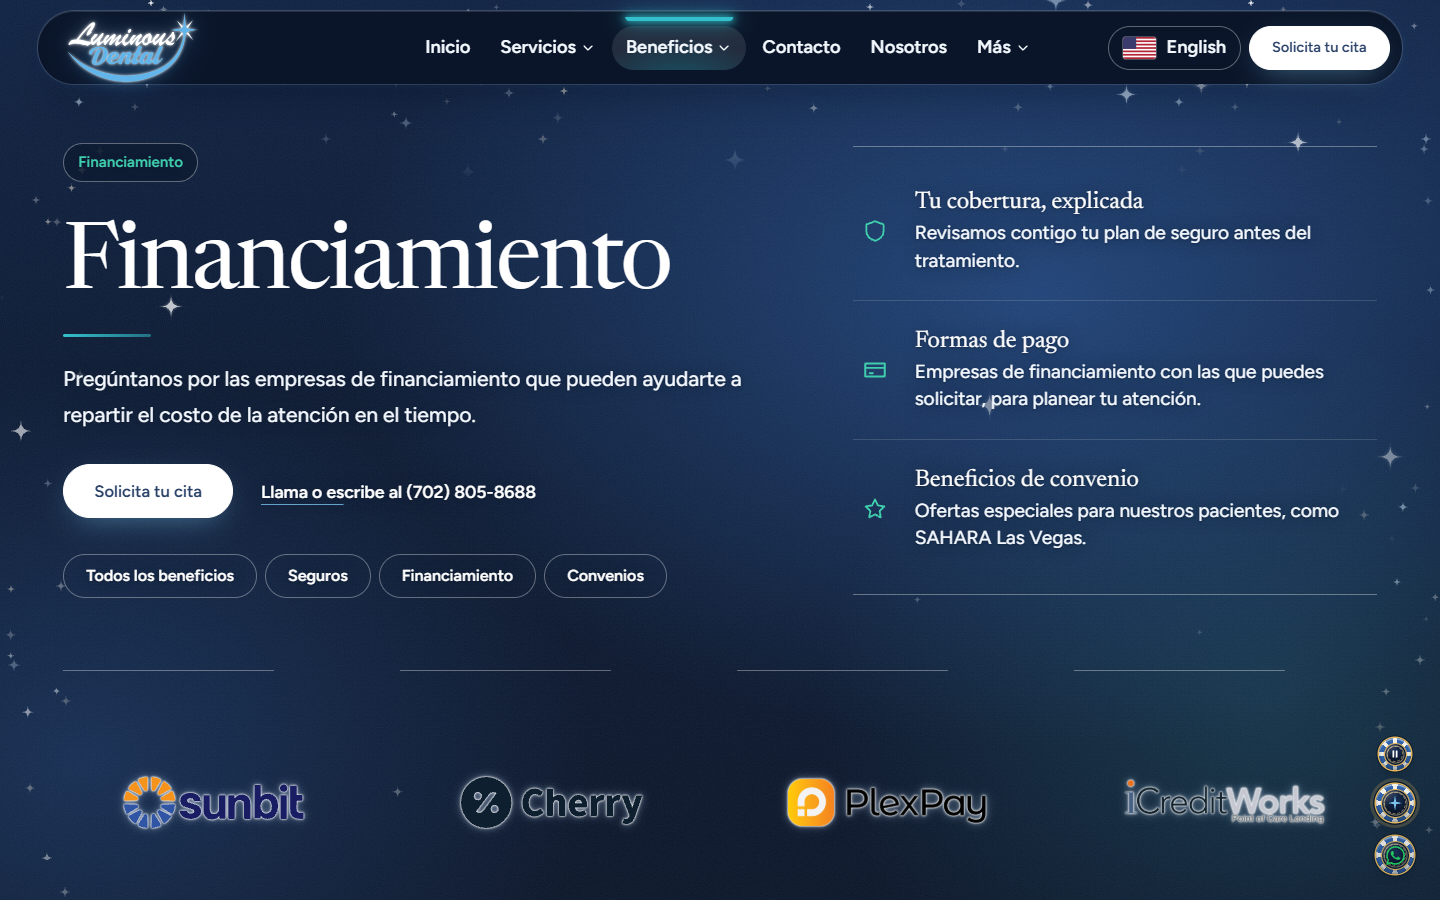 Luminous
Dental
Inicio
Servicios
Beneficios
Contacto
Nosotros
Más
English
Solicita tu cita
Financiamiento
Financiamiento
Pregúntanos por las empresas de financiamiento que pueden ayudarte a
repartir el costo de la atención en el tiempo.
Solicita tu cita
Llama o escribe al (702) 805-8688
Todos los beneficios
Seguros
Financiamiento
Convenios
Tu cobertura, explicada
Revisamos contigo tu plan de seguro antes del
tratamiento.
Formas de pago
Empresas de financiamiento con las que puedes
solicitar, para planear tu atención.
Beneficios de convenio
Ofertas especiales para nuestros pacientes, como
SAHARA Las Vegas.
sunbit
Cherry
PlexPay
iCreditWorks
Point of Care Lending